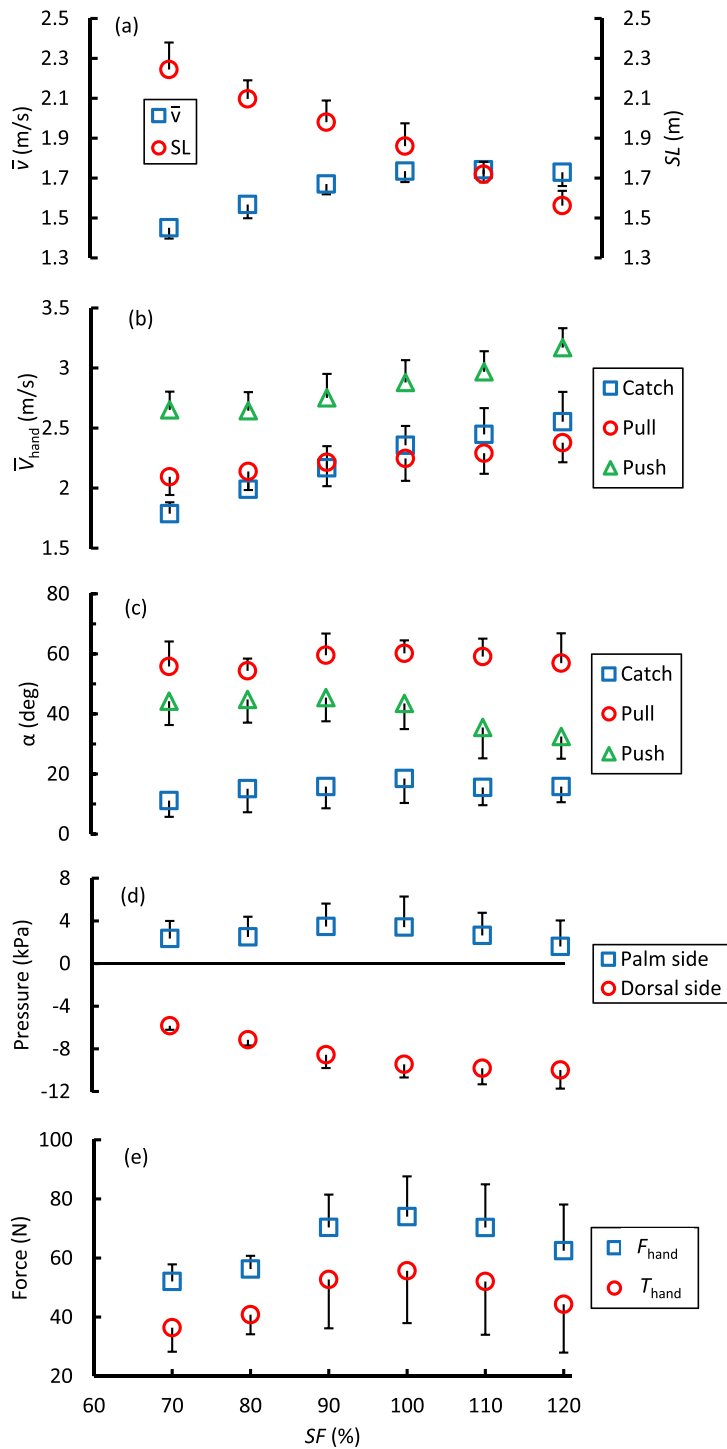 (a)
2.5
2.3
2.1
1.9
1.7
1.5
1.3
v̄ (m/s)
v̄
SL
2.5
2.3
2.1
1.9
1.7
1.5
1.3
SL (m)
(b)
3.5
3
2.5
2
1.5
V̄hand (m/s)
Catch
Pull
Push
(c)
80
60
40
20
0
α (deg)
Catch
Pull
Push
(d)
8
4
0
-4
-8
-12
Pressure (kPa)
Palm side
Dorsal side
(e)
100
80
60
40
20
Force (N)
Fhand
Thand
60 70 80 90 100 110 120
SF (%)